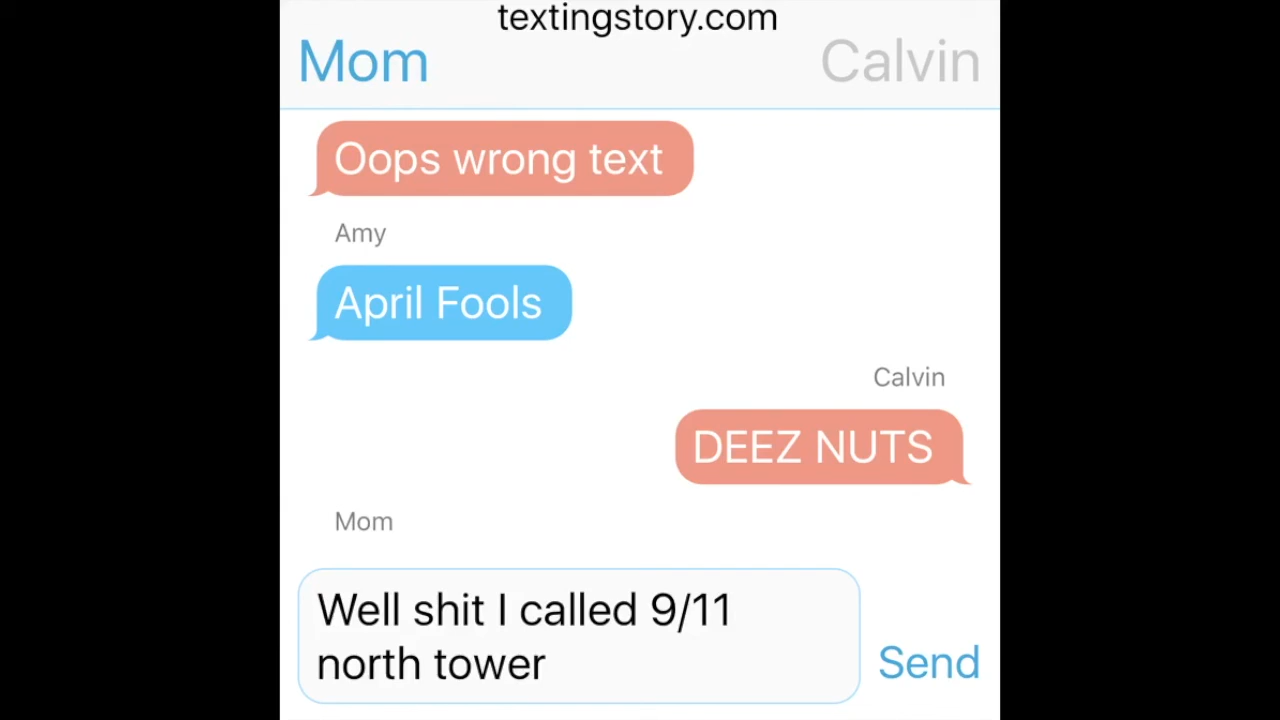 textingstory.com
Mom
Calvin
Oops wrong text
Amy
April Fools
Calvin
DEEZ NUTS
Mom
Well shit I called 9/11
north tower
Send